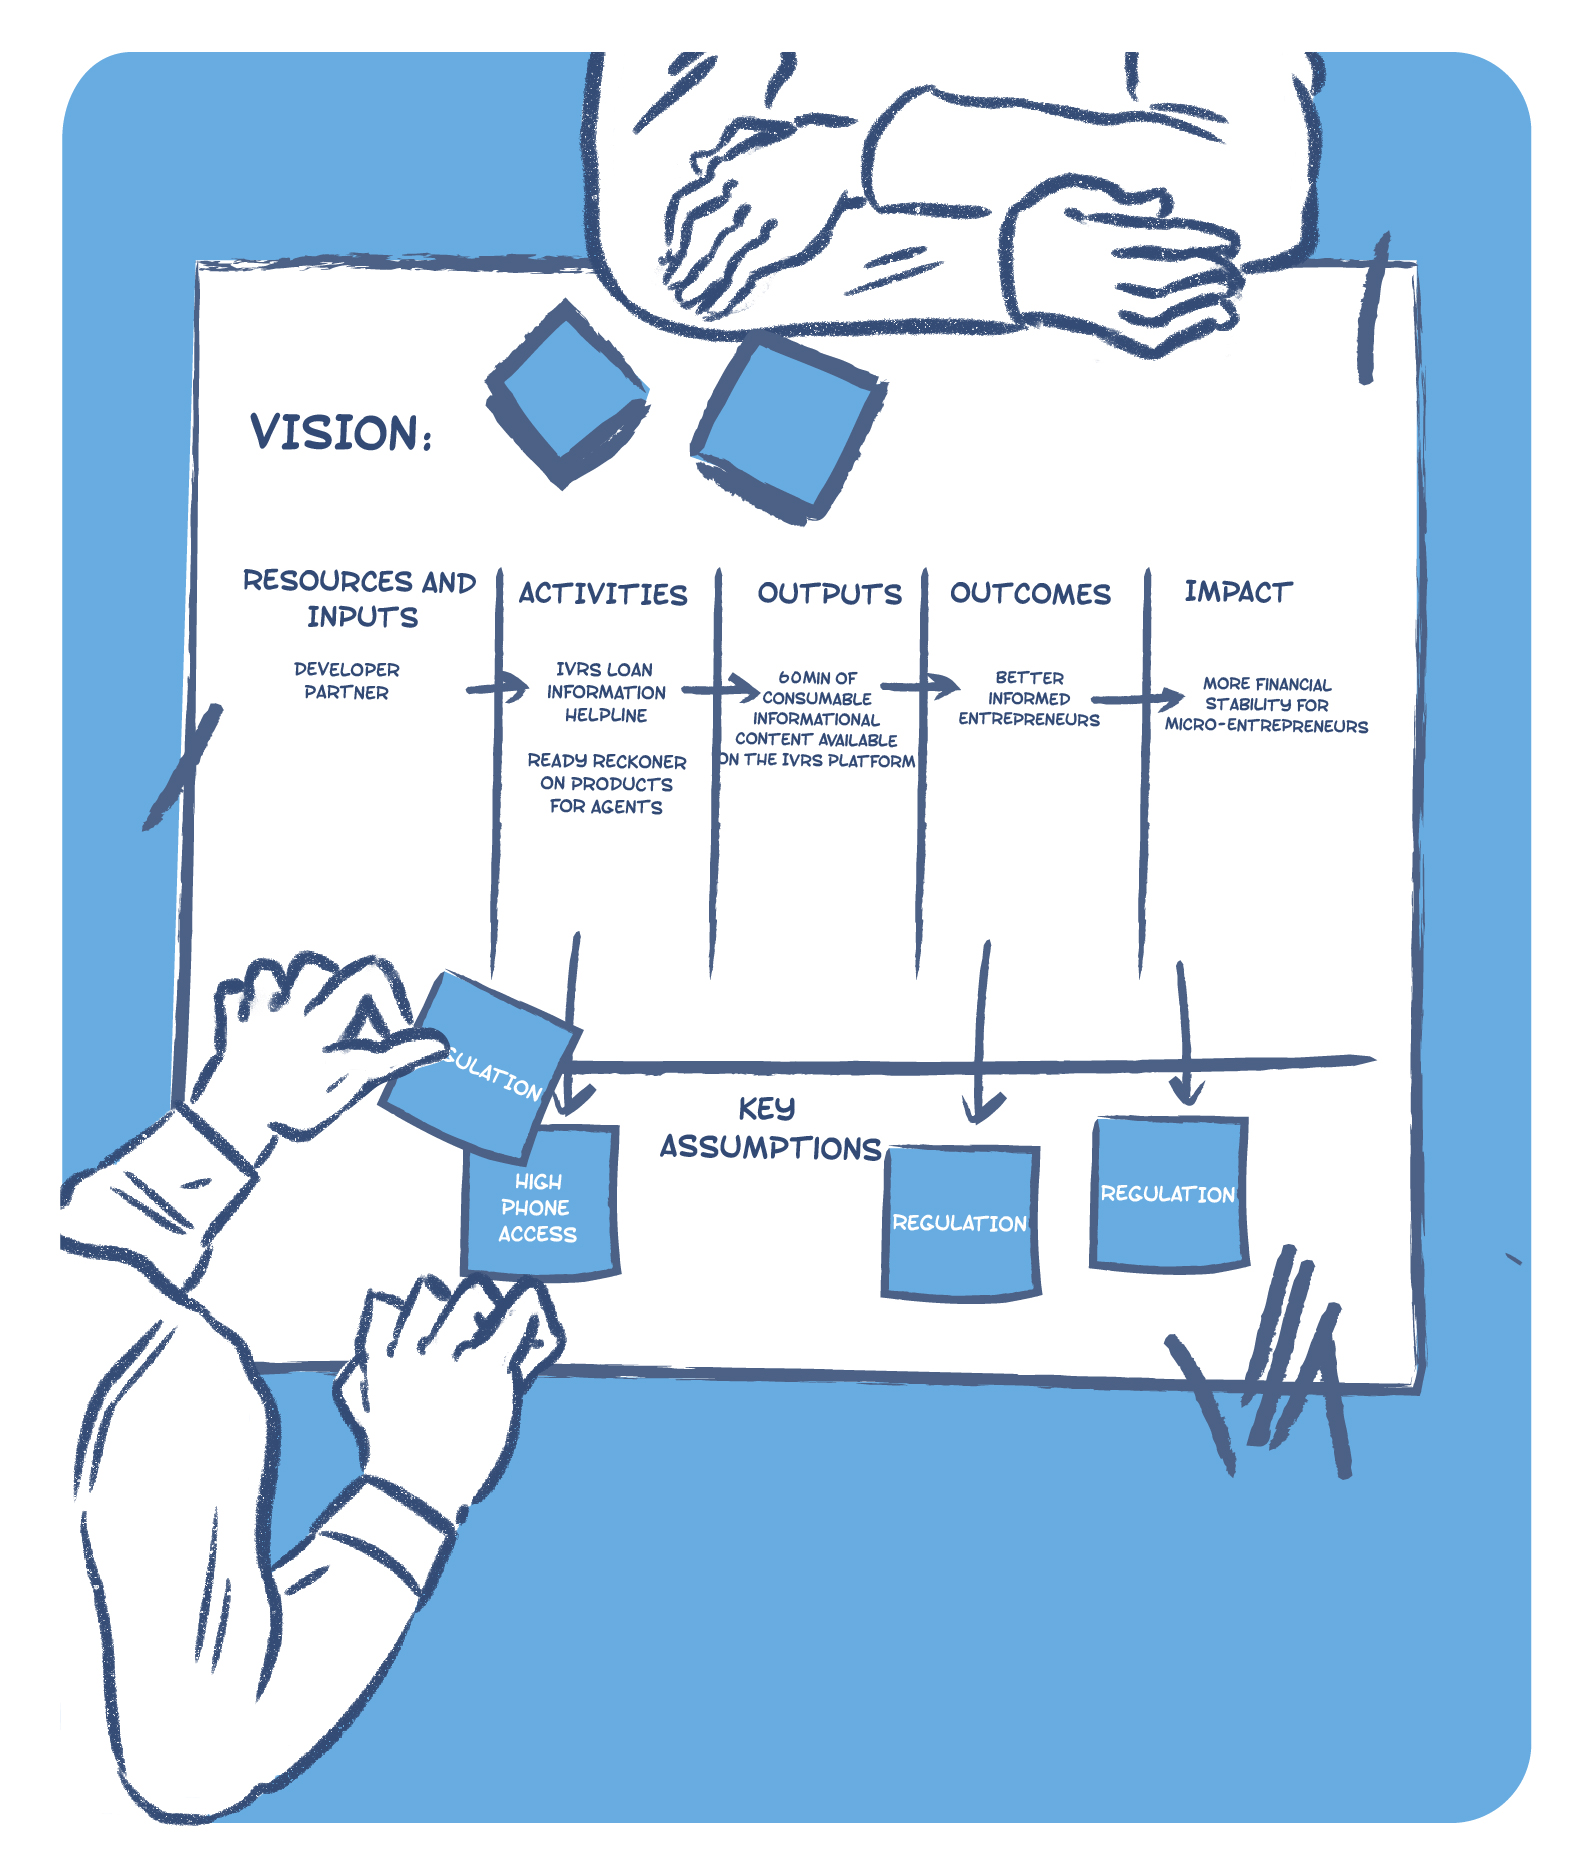 VISION:
RESOURCES AND
INPUTS
DEVELOPER
PARTNER
ACTIVITIES
IVRS LOAN
INFORMATION
HELPLINE
READY RECKONER
ON PRODUCTS
FOR AGENTS
OUTPUTS
60MIN OF
CONSUMABLE
INFORMATIONAL
CONTENT AVAILABLE
ON THE IVRS PLATFORM
OUTCOMES
BETTER
INFORMED
ENTREPRENEURS
IMPACT
MORE FINANCIAL
STABILITY FOR
MICRO-ENTREPRENEURS
KEY
ASSUMPTIONS
HIGH
PHONE
ACCESS
REGULATION
REGULATION